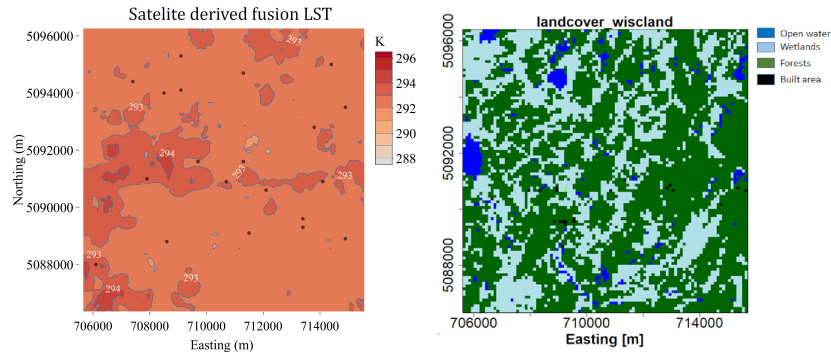 Satelite derived fusion LST
K
296
294
292
290
288
5096000
5094000
5092000
5090000
5088000
Northing (m)
706000 708000 710000 712000 714000
Easting (m)
293
293
294
293
293
293
293
294
landcover_wiscland
5096000
5092000
5088000
706000 710000 714000
Easting [m]
Open water
Wetlands
Forests
Built area